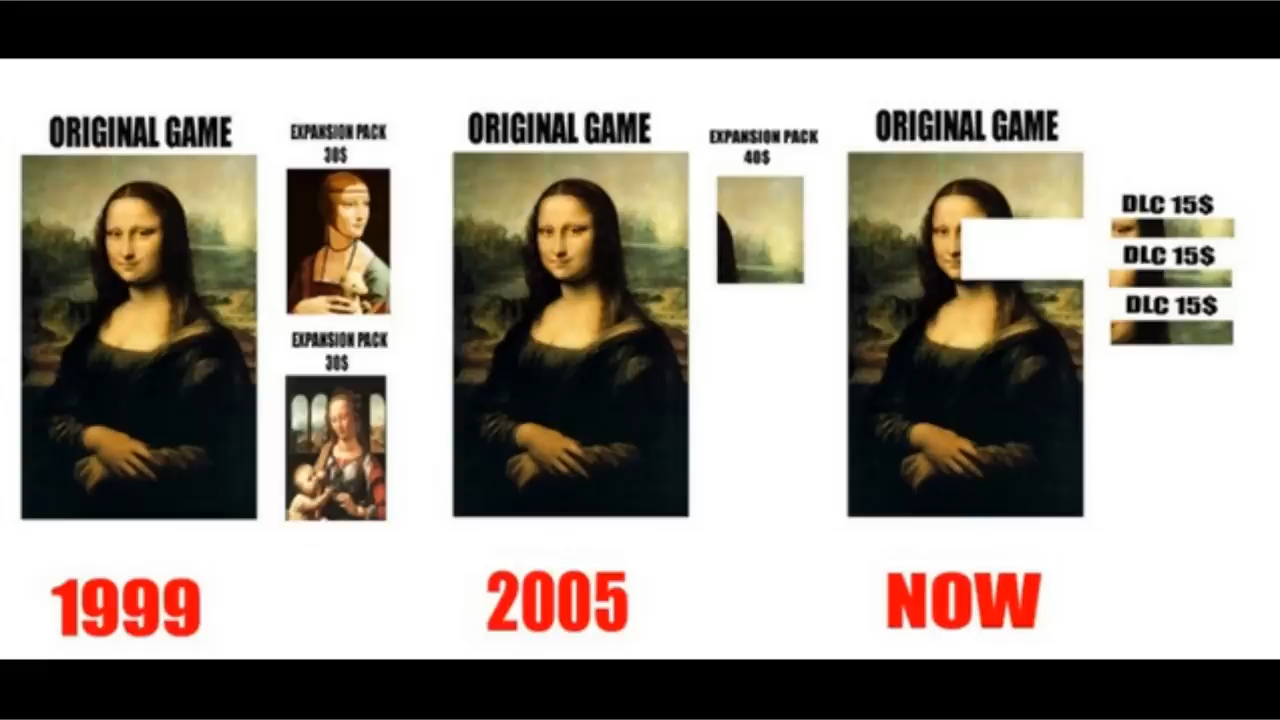 ORIGINAL GAME
EXPANSION PACK
30$
EXPANSION PACK
30$
1999
ORIGINAL GAME
EXPANSION PACK
40$
2005
ORIGINAL GAME
DLC 15$
DLC 15$
DLC 15$
NOW